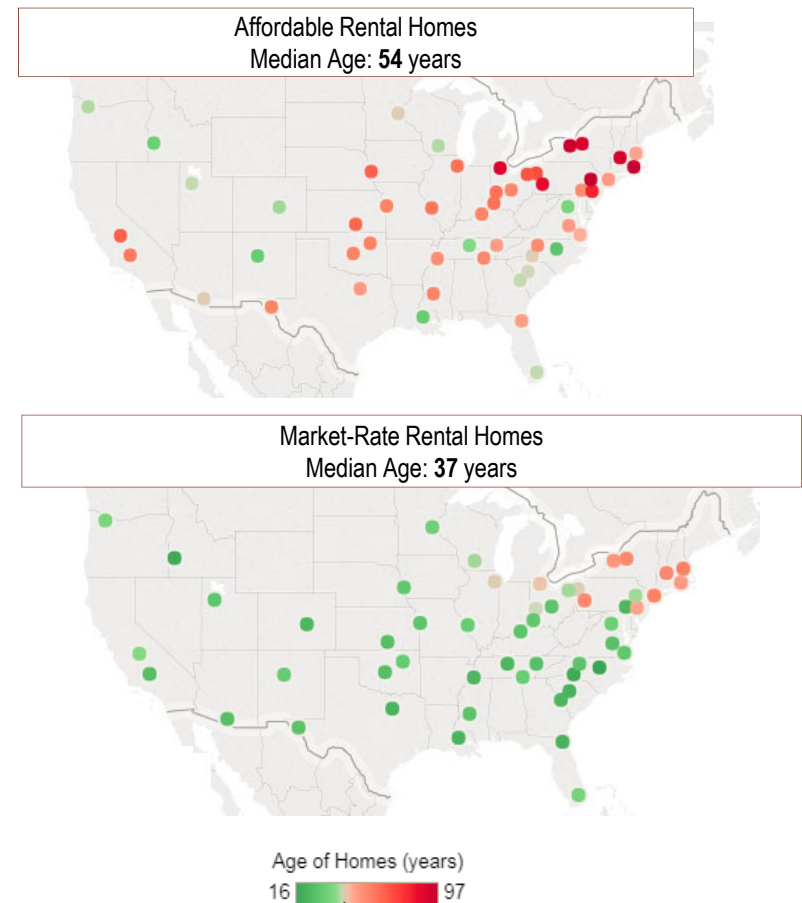 Affordable Rental Homes
Median Age: 54 years
Market-Rate Rental Homes
Median Age: 37 years
Age of Homes (years)
16 97